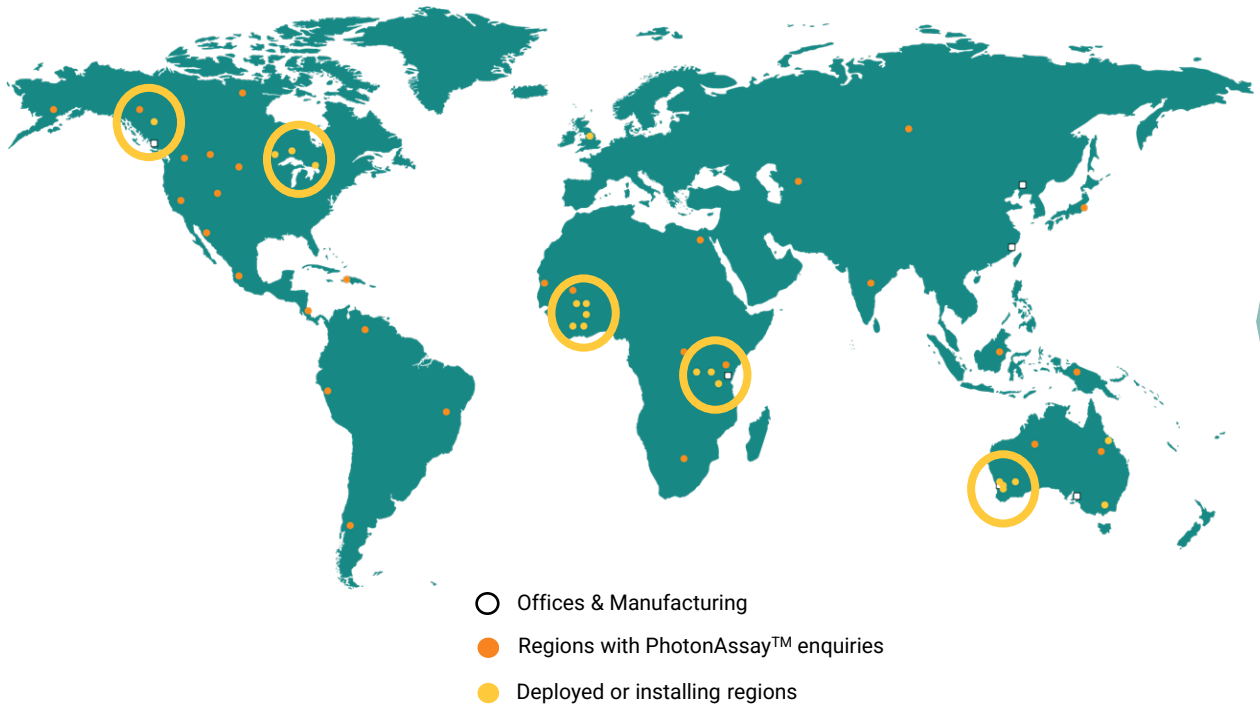 Offices & Manufacturing
Regions with PhotonAssay™ enquiries
Deployed or installing regions